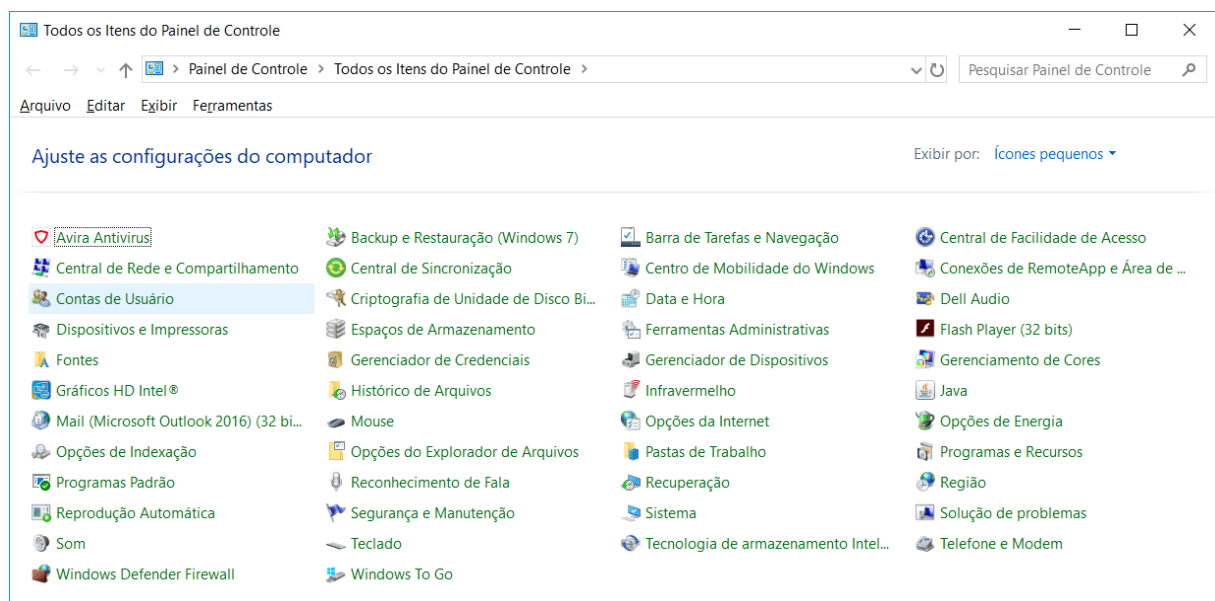 Todos os Itens do Painel de Controle
Painel de Controle > Todos os Itens do Painel de Controle >
Pesquisar Painel de Controle
Arquivo Editar Exibir Ferramentas
Ajuste as configurações do computador
Exibir por: Ícones pequenos
Avira Antivirus Backup e Restauração (Windows 7) Barra de Tarefas e Navegação Central de Facilidade de Acesso
Central de Rede e Compartilhamento Central de Sincronização Centro de Mobilidade do Windows Conexões de RemoteApp e Área de ...
Contas de Usuário Criptografia de Unidade de Disco Bi... Data e Hora Dell Audio
Dispositivos e Impressoras Espaços de Armazenamento Ferramentas Administrativas Flash Player (32 bits)
Fontes Gerenciador de Credenciais Gerenciador de Dispositivos Gerenciamento de Cores
Gráficos HD Intel® Histórico de Arquivos Infravermelho Java
Mail (Microsoft Outlook 2016) (32 bi... Mouse Opções da Internet Opções de Energia
Opções de Indexação Opções do Explorador de Arquivos Pastas de Trabalho Programas e Recursos
Programas Padrão Reconhecimento de Fala Recuperação Região
Reprodução Automática Segurança e Manutenção Sistema Solução de problemas
Som Teclado Tecnologia de armazenamento Intel... Telefone e Modem
Windows Defender Firewall Windows To Go